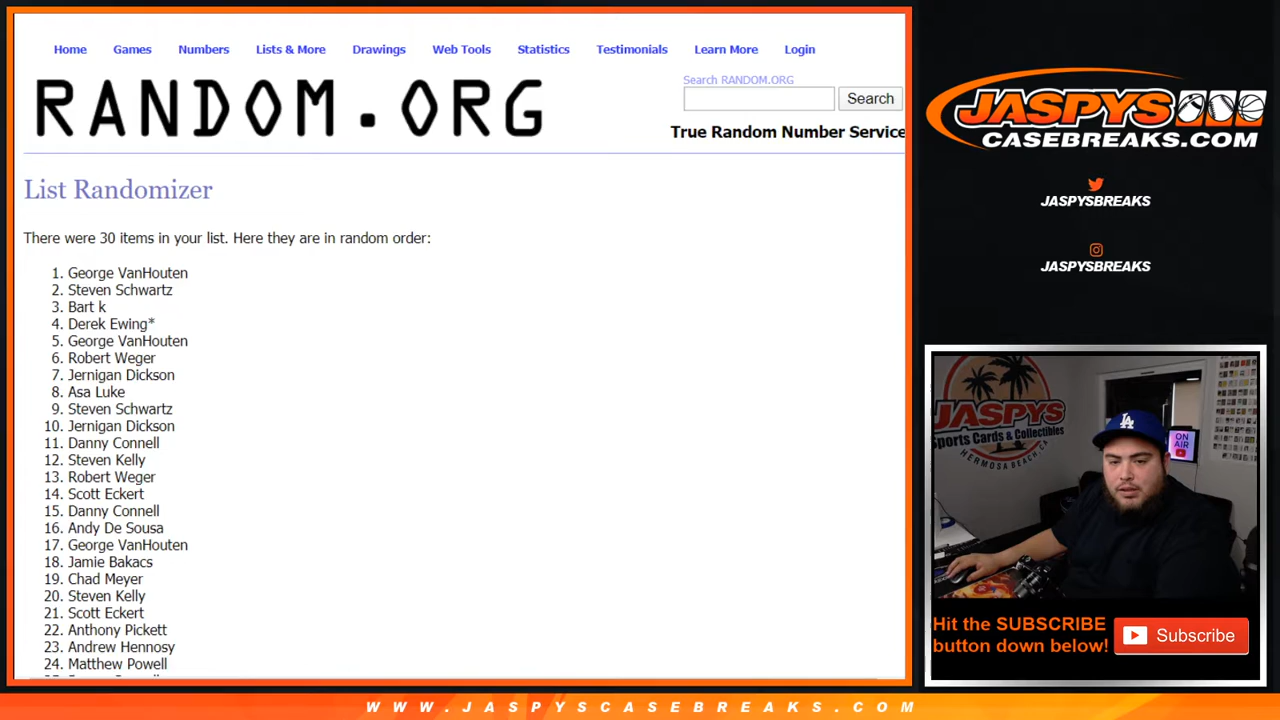 Home Games Numbers Lists & More Drawings Web Tools Statistics Testimonials Learn More Login
RANDOM.ORG
Search RANDOM.ORG
Search
True Random Number Service
List Randomizer
There were 30 items in your list. Here they are in random order:
1. George VanHouten
2. Steven Schwartz
3. Bart k
4. Derek Ewing*
5. George VanHouten
6. Robert Weger
7. Jernigan Dickson
8. Asa Luke
9. Steven Schwartz
10. Jernigan Dickson
11. Danny Connell
12. Steven Kelly
13. Robert Weger
14. Scott Eckert
15. Danny Connell
16. Andy De Sousa
17. George VanHouten
18. Jamie Bakacs
19. Chad Meyer
20. Steven Kelly
21. Scott Eckert
22. Anthony Pickett
23. Andrew Hennosy
24. Matthew Powell
JASPYS
CASEBREAKS.COM
JASPYSBREAKS
JASPYSBREAKS
JASPYS
Sports Cards & Collectibles
HERMOSA BEACH, CA
LA
ON
AIR
Hit the SUBSCRIBE
button down below!
Subscribe
WWW.JASPYSCASEBREAKS.COM